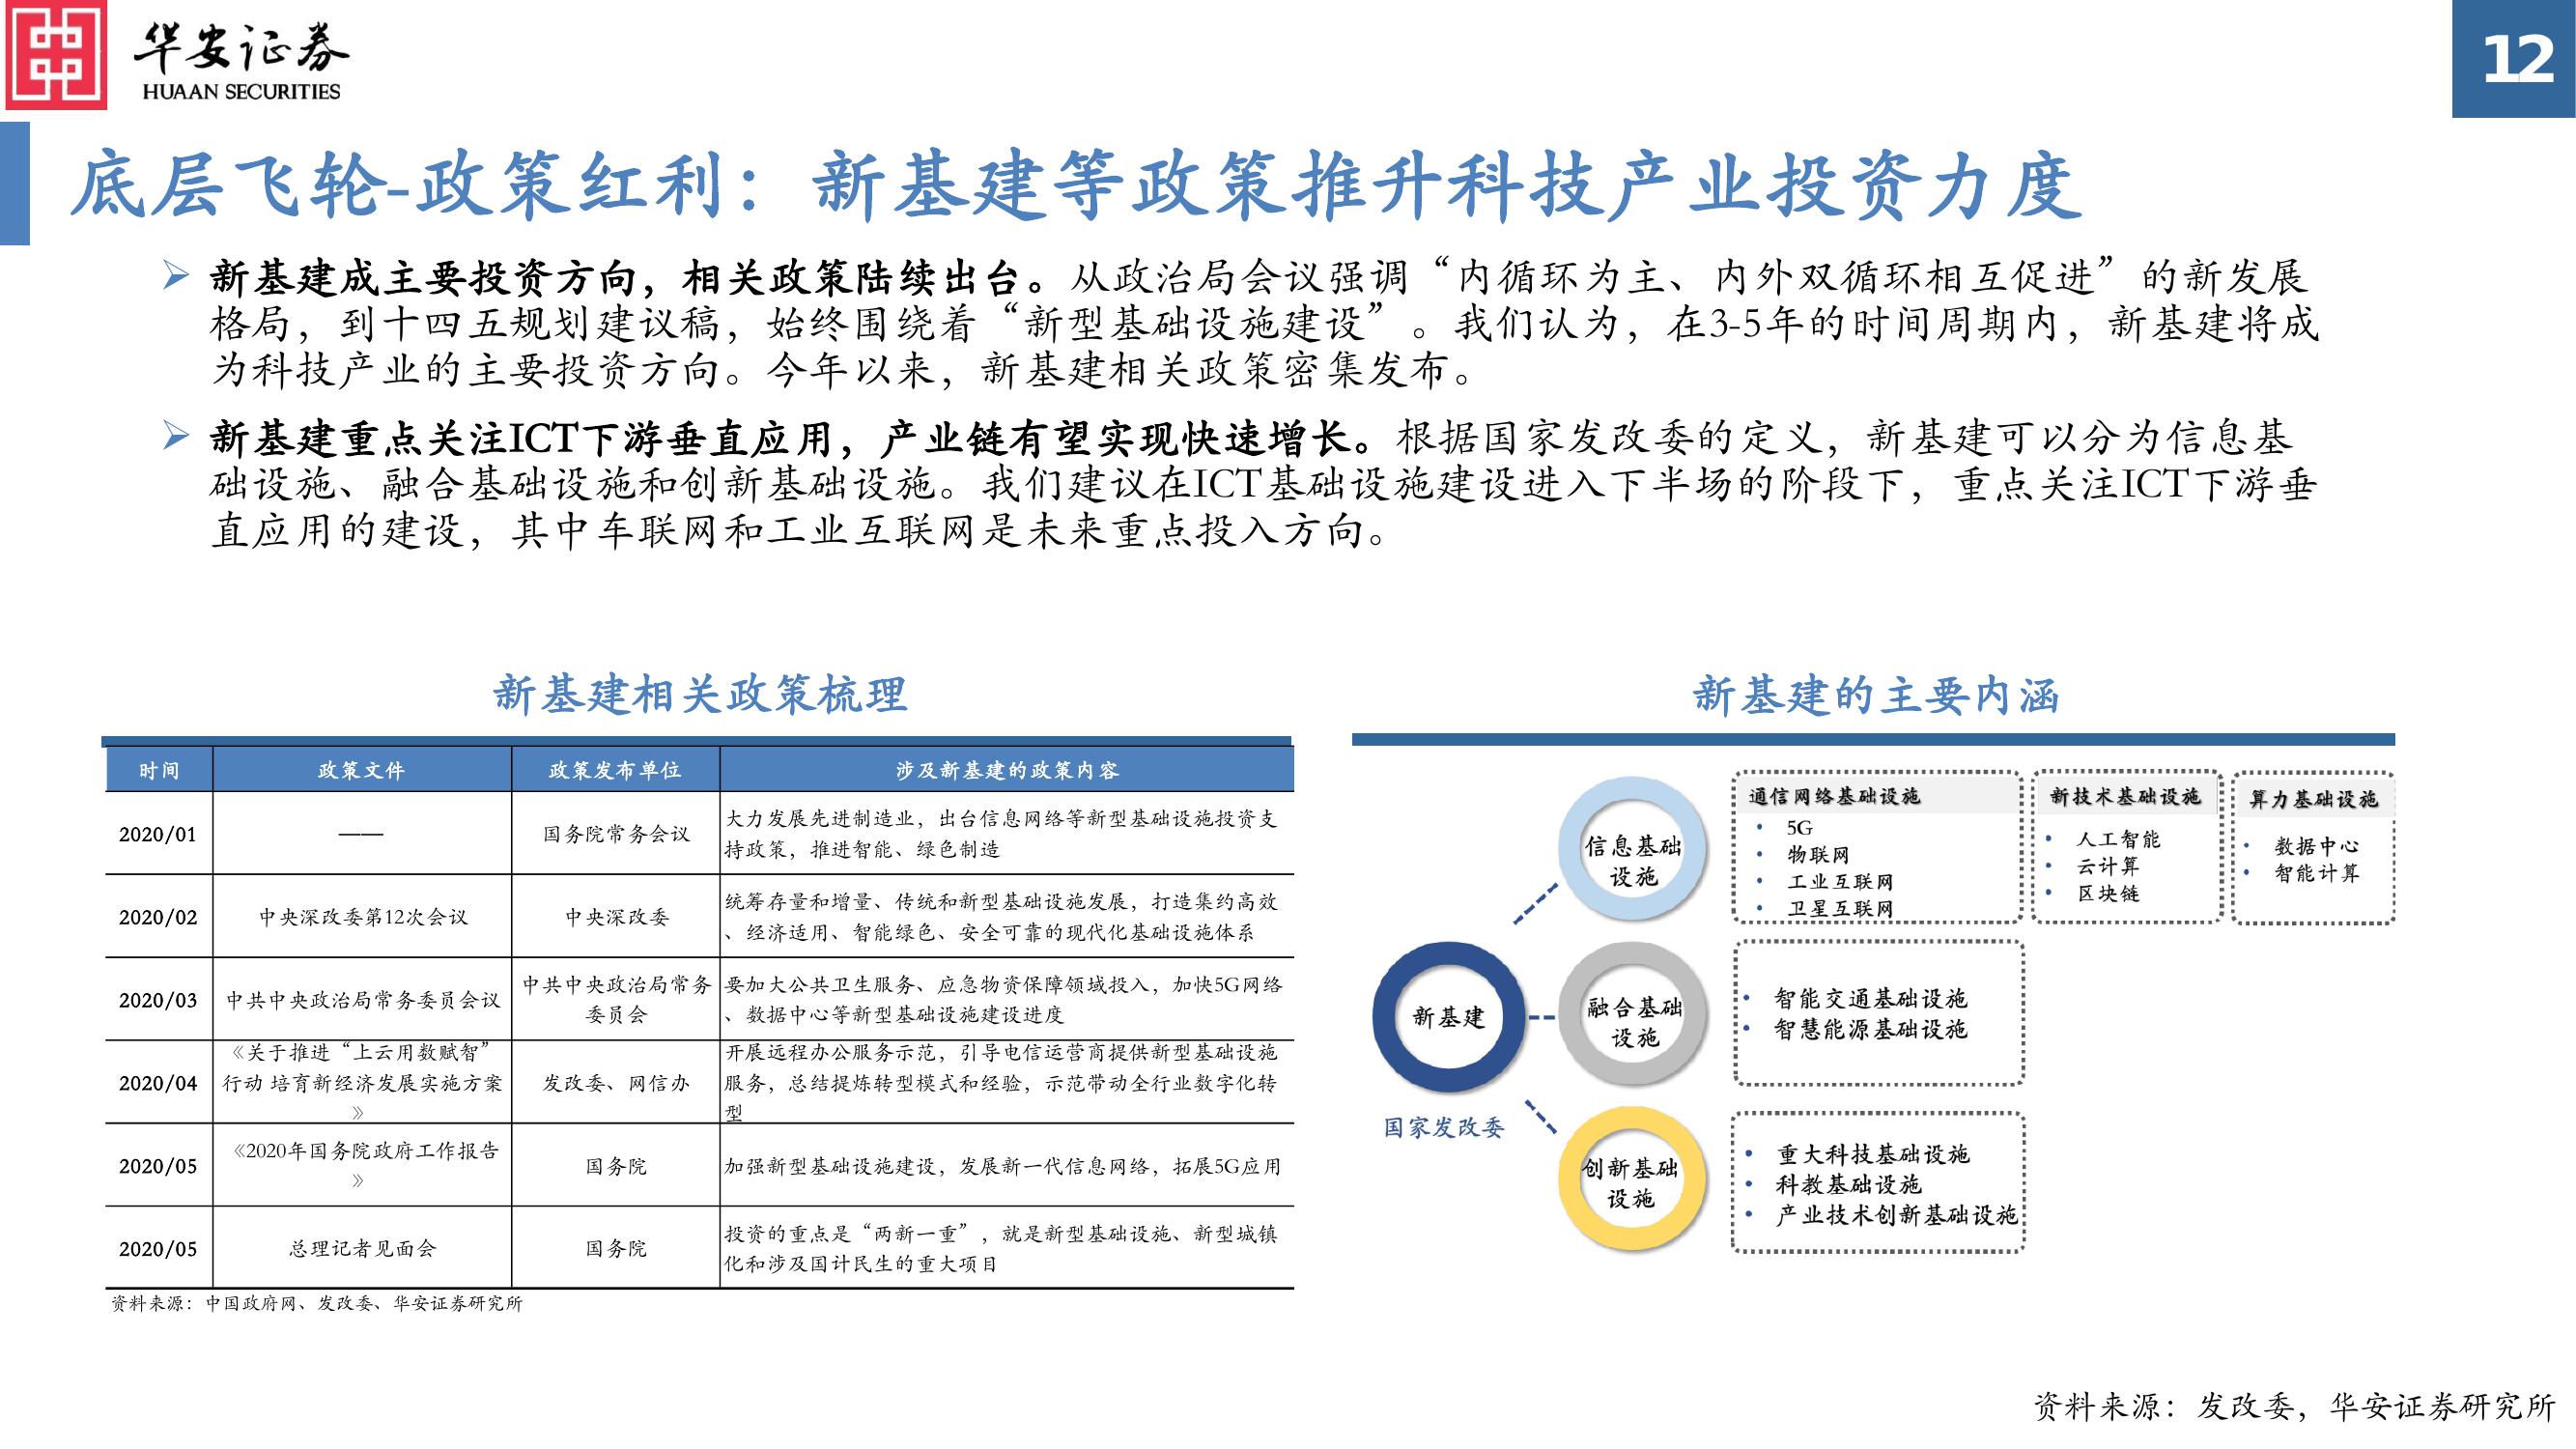 华安证券
HUAAN SECURITIES
12
底层飞轮-政策红利：新基建等政策推升科技产业投资力度
新基建成主要投资方向，相关政策陆续出台。从政治局会议强调“内循环为主、内外双循环相互促进”的新发展
格局，到十四五规划建议稿，始终围绕着“新型基础设施建设”。我们认为，在3-5年的时间周期内，新基建将成
为科技产业的主要投资方向。今年以来，新基建相关政策密集发布。
新基建重点关注ICT下游垂直应用，产业链有望实现快速增长。根据国家发改委的定义，新基建可以分为信息基
础设施、融合基础设施和创新基础设施。我们建议在ICT基础设施建设进入下半场的阶段下，重点关注ICT下游垂
直应用的建设，其中车联网和工业互联网是未来重点投入方向。
新基建相关政策梳理
时间 政策文件 政策发布单位 涉及新基建的政策内容
2020/01 —— 国务院常务会议
大力发展先进制造业，出台信息网络等新型基础设施投资支
持政策，推进智能、绿色制造
2020/02 中央深改委第12次会议 中央深改委
统筹存量和增量、传统和新型基础设施发展，打造集约高效
、经济适用、智能绿色、安全可靠的现代化基础设施体系
2020/03 中共中央政治局常务委员会议
中共中央政治局常务
委员会
要加大公共卫生服务、应急物资保障领域投入，加快5G网络
、数据中心等新型基础设施建设进度
2020/04
《关于推进“上云用数赋智”
行动 培育新经济发展实施方案
》
发改委、网信办
开展远程办公服务示范，引导电信运营商提供新型基础设施
服务，总结提炼转型模式和经验，示范带动全行业数字化转
型
2020/05
《2020年国务院政府工作报告
》
国务院
加强新型基础设施建设，发展新一代信息网络，拓展5G应用
2020/05 总理记者见面会 国务院
投资的重点是“两新一重”，就是新型基础设施、新型城镇
化和涉及国计民生的重大项目
资料来源：中国政府网、发改委、华安证券研究所
新基建的主要内涵
新基建
国家发改委
信息基础
设施
通信网络基础设施
• 5G
• 物联网
• 工业互联网
• 卫星互联网
新技术基础设施
• 人工智能
• 云计算
• 区块链
算力基础设施
• 数据中心
• 智能计算
融合基础
设施
• 智能交通基础设施
• 智慧能源基础设施
创新基础
设施
• 重大科技基础设施
• 科教基础设施
• 产业技术创新基础设施
资料来源：发改委，华安证券研究所